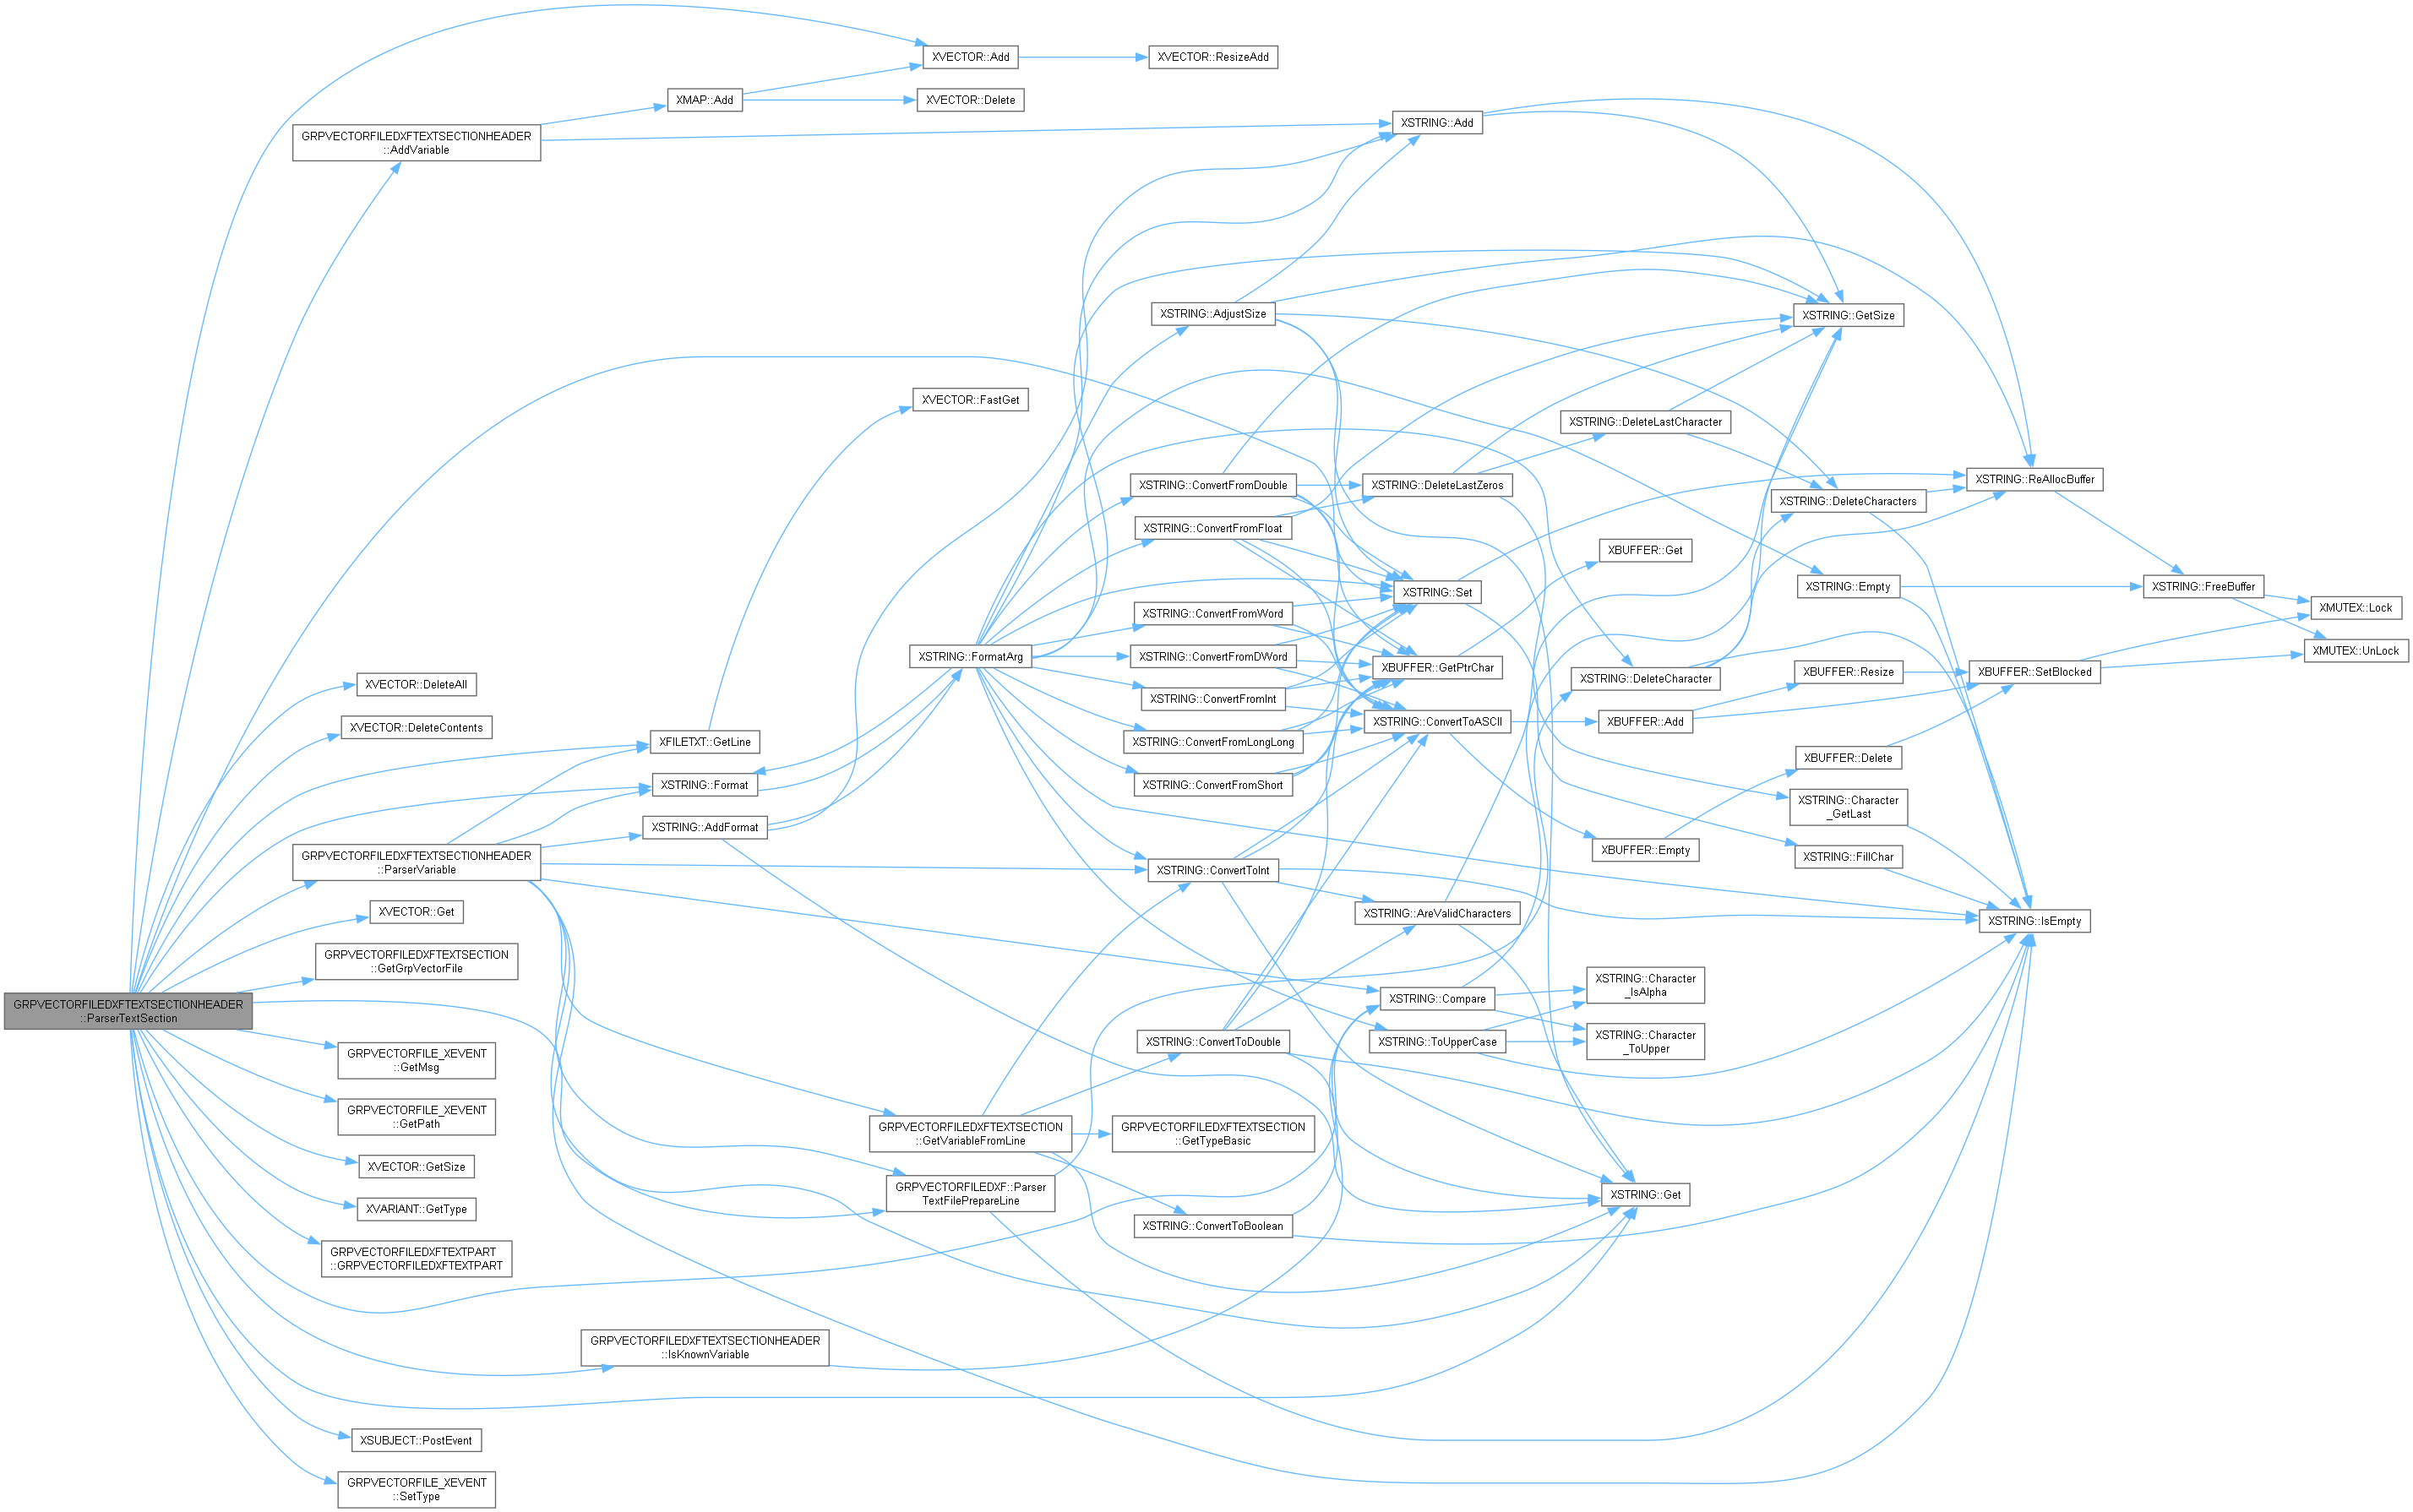 GRPVECTORFILEDXFTEXTSECTIONHEADER
::ParserTextSection
XVECTOR::Add
XVECTOR::ResizeAdd
XMAP::Add
XVECTOR::Delete
GRPVECTORFILEDXFTEXTSECTIONHEADER
::AddVariable
XSTRING::Add
XSTRING::AdjustSize
XSTRING::GetSize
XVECTOR::FastGet
XSTRING::DeleteLastCharacter
XSTRING::ConvertFromDouble
XSTRING::DeleteLastZeros
XSTRING::DeleteCharacters
XSTRING::ReAllocBuffer
XSTRING::ConvertFromFloat
XBUFFER::Get
XSTRING::Set
XSTRING::Empty
XSTRING::FreeBuffer
XMUTEX::Lock
XSTRING::ConvertFromWord
XSTRING::FormatArg
XSTRING::ConvertFromDWord
XBUFFER::GetPtrChar
XSTRING::DeleteCharacter
XBUFFER::Resize
XBUFFER::SetBlocked
XMUTEX::UnLock
XVECTOR::DeleteAll
XSTRING::ConvertFromInt
XVECTOR::DeleteContents
XFILETXT::GetLine
XSTRING::ConvertFromLongLong
XSTRING::ConvertToASCII
XBUFFER::Add
XBUFFER::Delete
XSTRING::Format
XSTRING::ConvertFromShort
XSTRING::Character
_GetLast
XSTRING::AddFormat
XBUFFER::Empty
XSTRING::FillChar
GRPVECTORFILEDXFTEXTSECTIONHEADER
::ParserVariable
XSTRING::ConvertToInt
XVECTOR::Get
XSTRING::AreValidCharacters
XSTRING::IsEmpty
GRPVECTORFILEDXFTEXTSECTION
::GetGrpVectorFile
XSTRING::Compare
XSTRING::Character
_IsAlpha
XSTRING::ConvertToDouble
XSTRING::ToUpperCase
XSTRING::Character
_ToUpper
GRPVECTORFILE_XEVENT
::GetMsg
GRPVECTORFILE_XEVENT
::GetPath
GRPVECTORFILEDXFTEXTSECTION
::GetVariableFromLine
GRPVECTORFILEDXFTEXTSECTION
::GetTypeBasic
XVECTOR::GetSize
GRPVECTORFILEDXF::Parser
TextFilePrepareLine
XSTRING::Get
XVARIANT::GetType
XSTRING::ConvertToBoolean
GRPVECTORFILEDXFTEXTPART
::GRPVECTORFILEDXFTEXTPART
GRPVECTORFILEDXFTEXTSECTIONHEADER
::IsKnownVariable
XSUBJECT::PostEvent
GRPVECTORFILE_XEVENT
::SetType